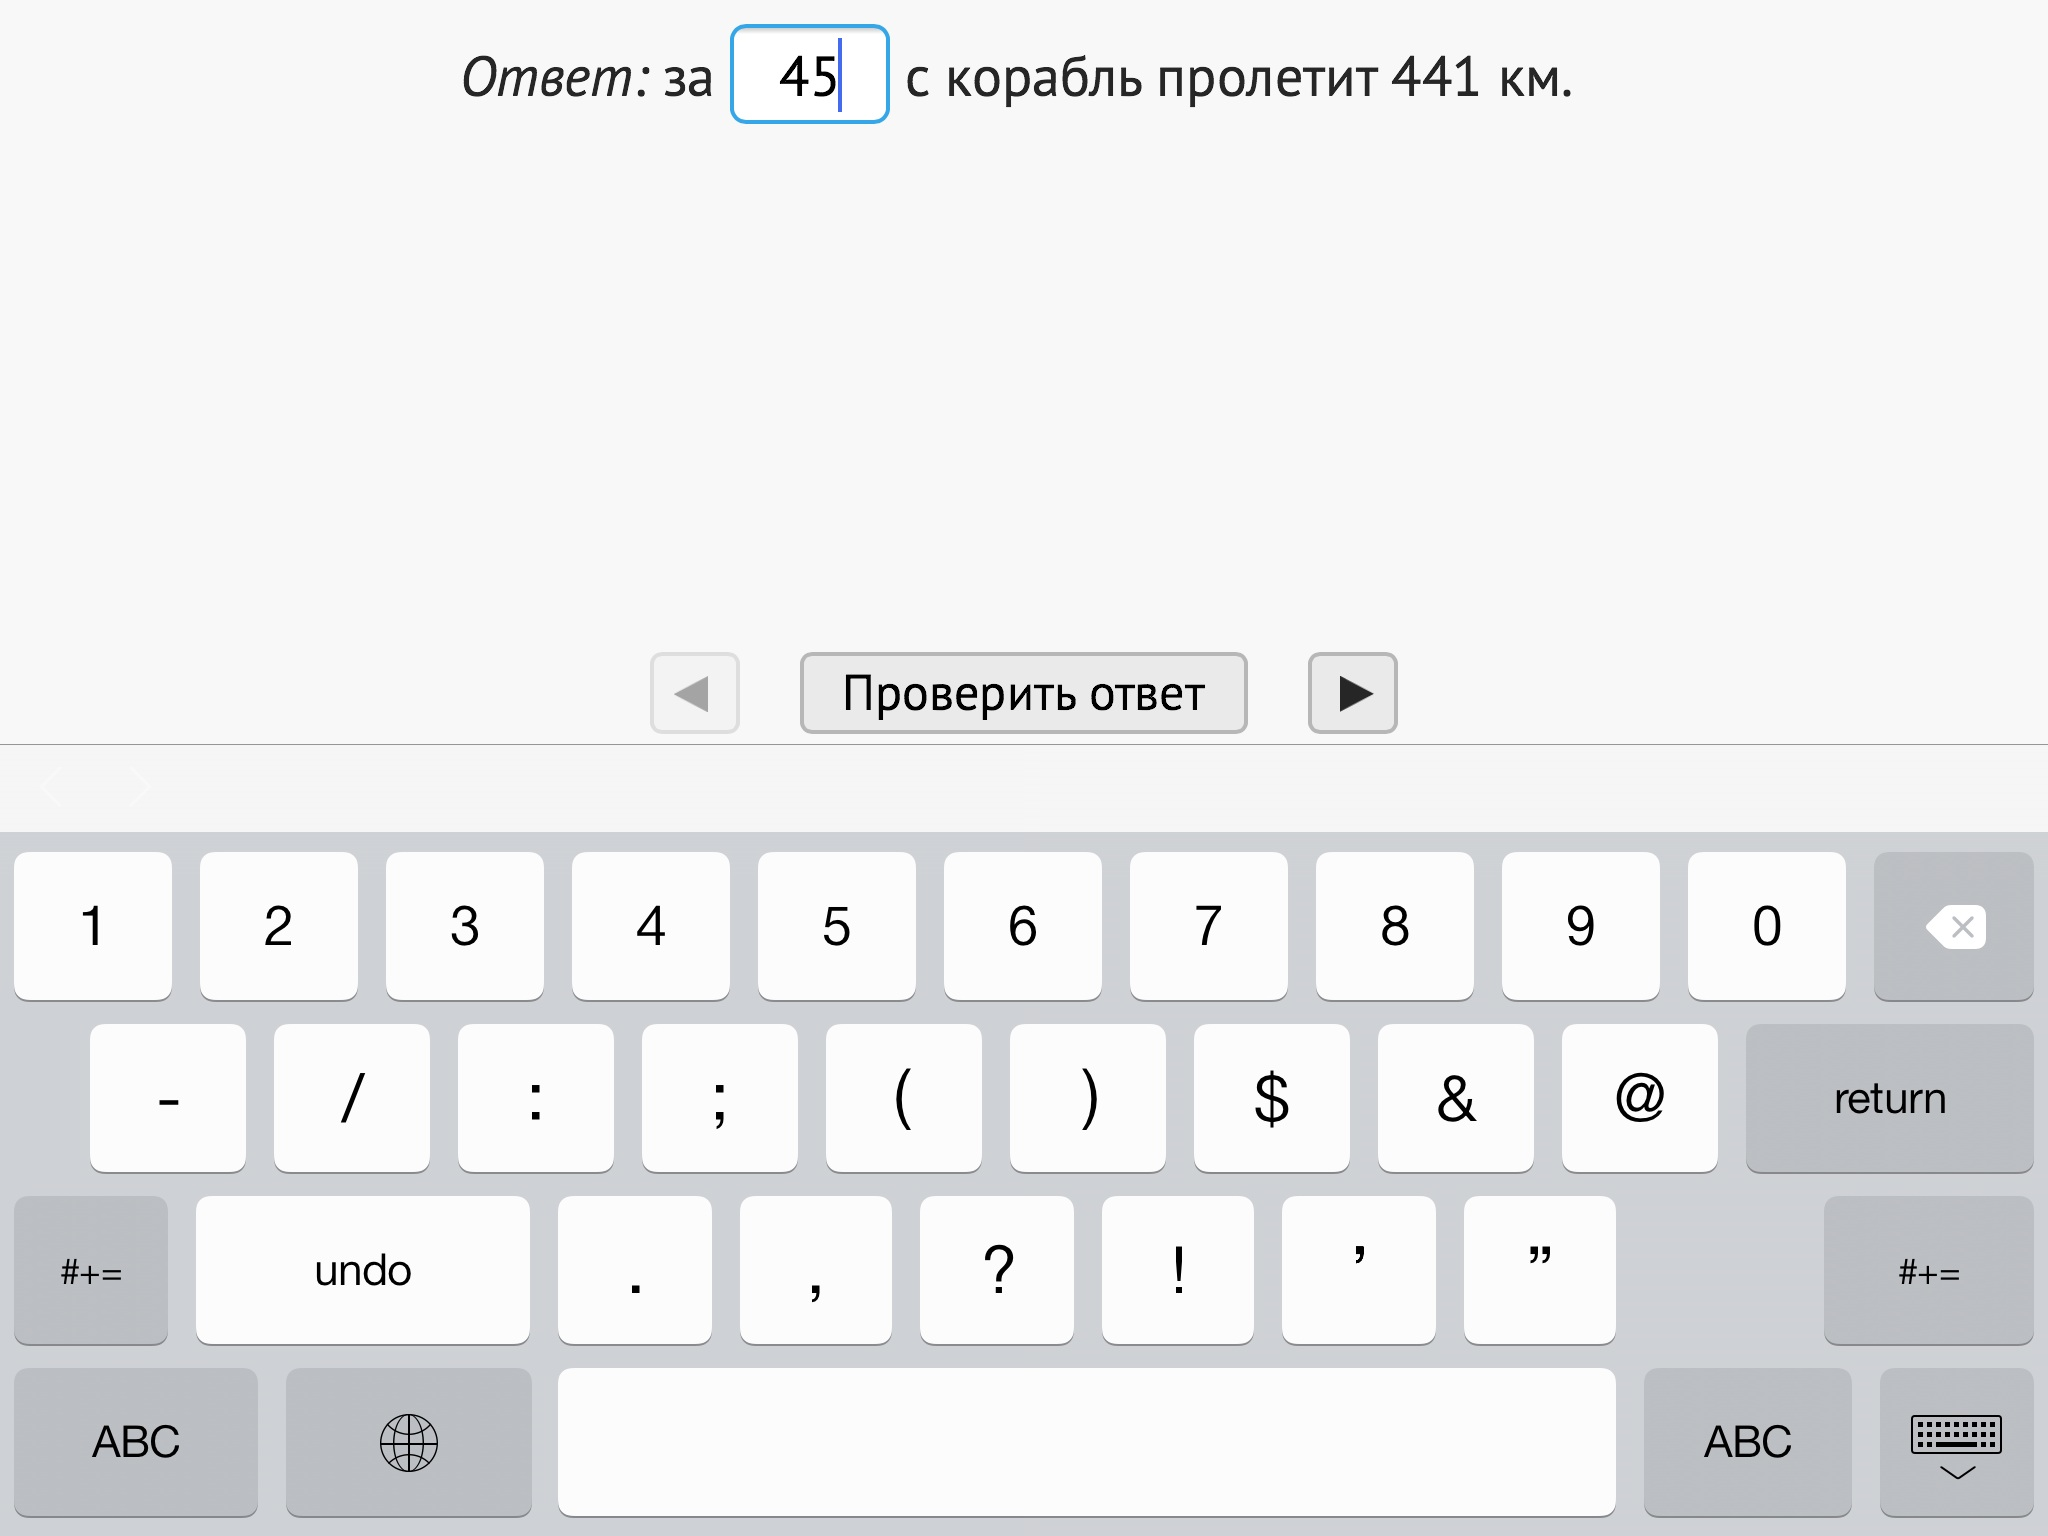 Ответ: за 45 с корабль пролетит 441 км.
◀ Проверить ответ ▶
1 2 3 4 5 6 7 8 9 0
- / : ; ( ) $ & @ return
#+= undo . , ? ! ’ ” #+=
ABC ABC